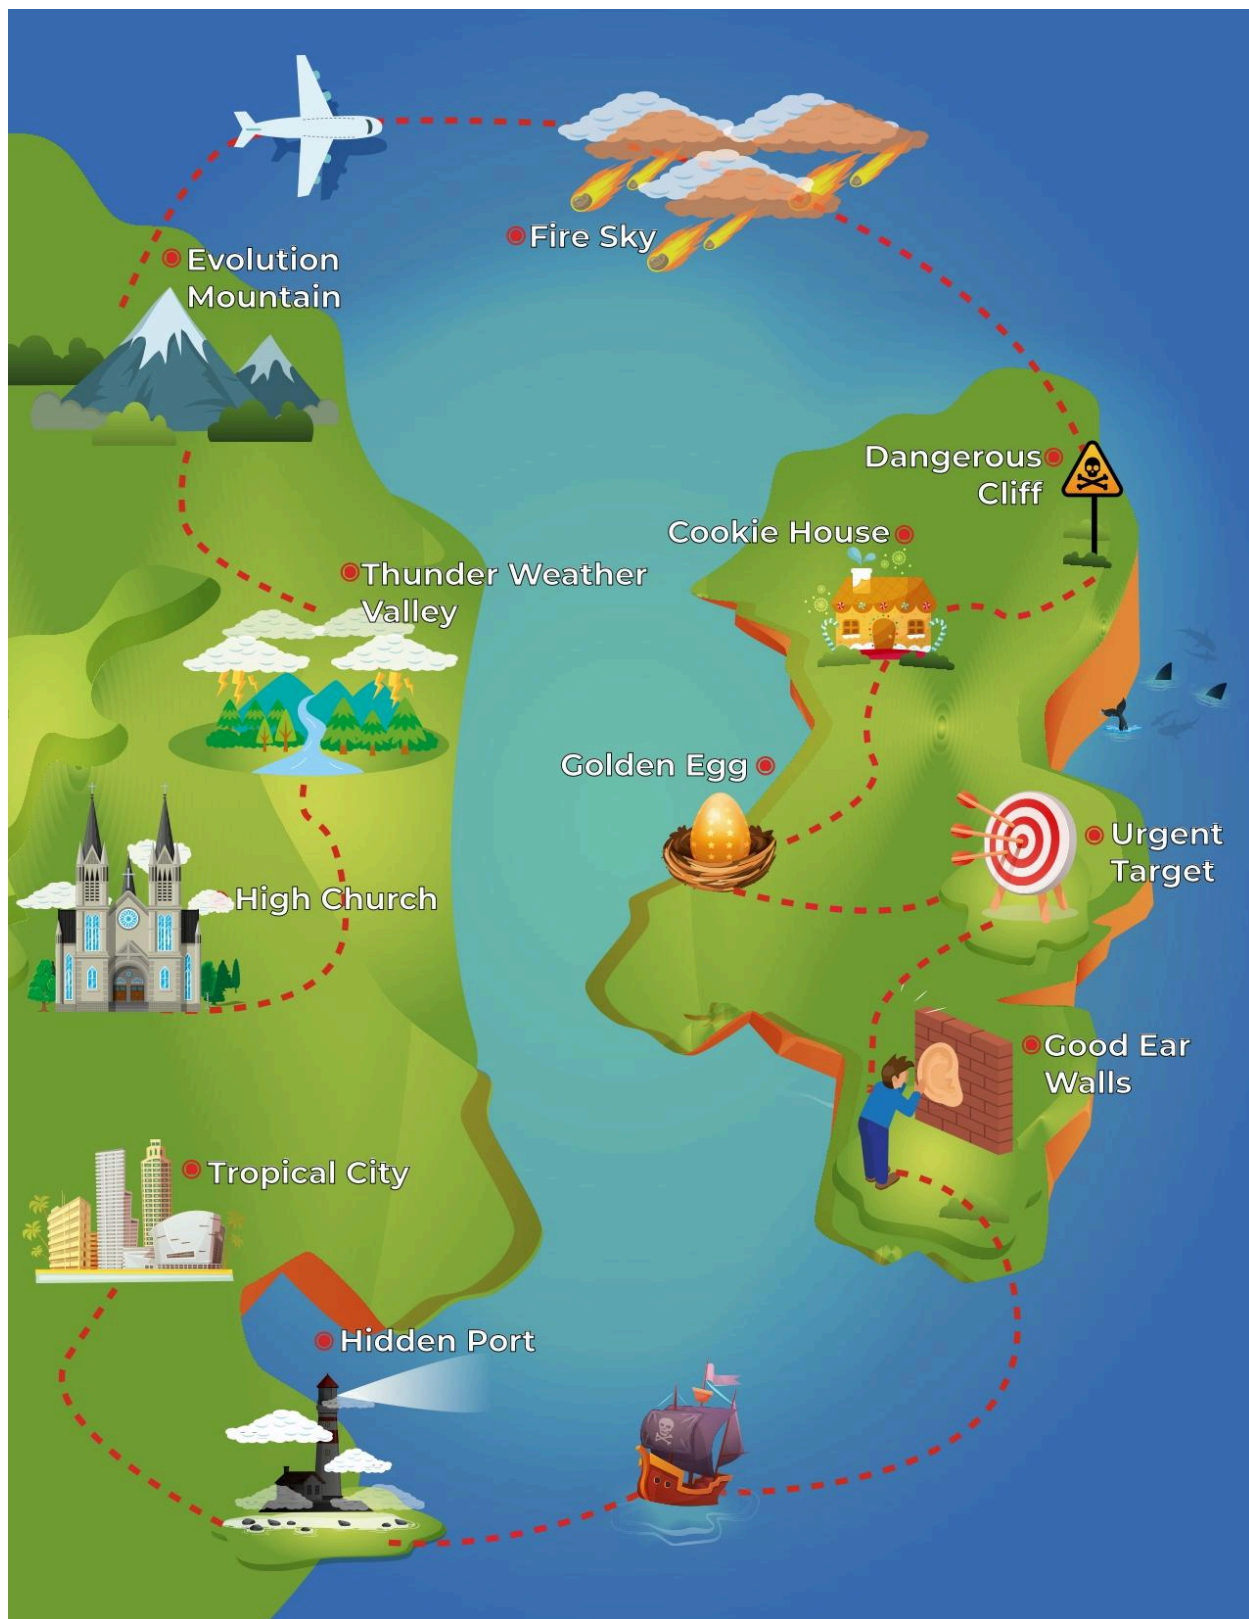 Fire Sky
Evolution
Mountain
Dangerous
Cliff
Cookie House
Thunder Weather
Valley
Golden Egg
Urgent
Target
High Church
Good Ear
Walls
Tropical City
Hidden Port